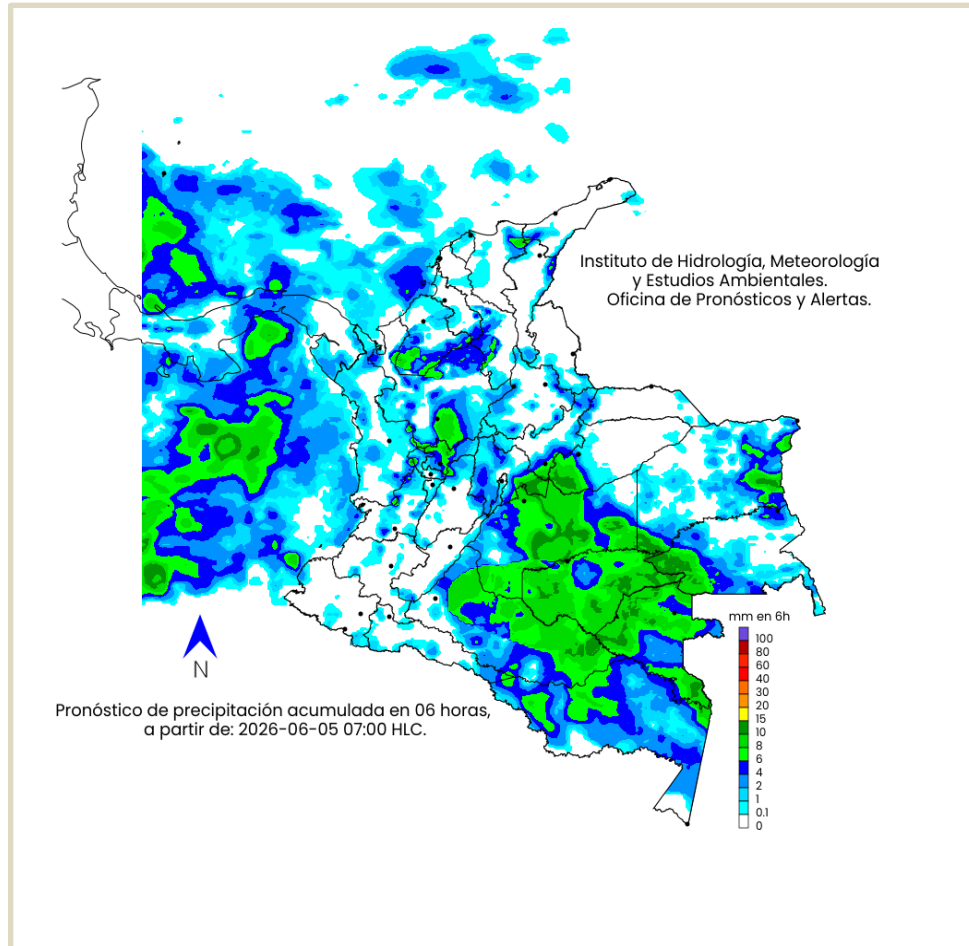 Instituto de Hidrología, Meteorología
y Estudios Ambientales.
Oficina de Pronósticos y Alertas.
mm en 6h
100
80
60
40
30
20
15
10
8
6
4
2
1
0.1
0
N
Pronóstico de precipitación acumulada en 06 horas,
a partir de: 2026-06-05 07:00 HLC.